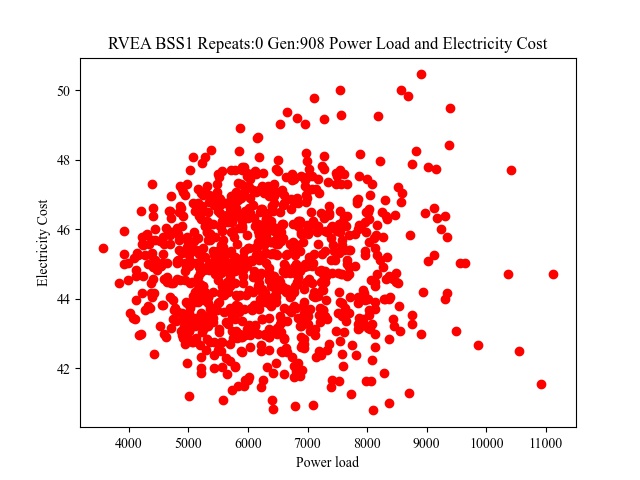 RVEA BSS1 Repeats:0 Gen:908 Power Load and Electricity Cost
50
48
46
44
42
Electricity Cost
4000 5000 6000 7000 8000 9000 10000 11000
Power load